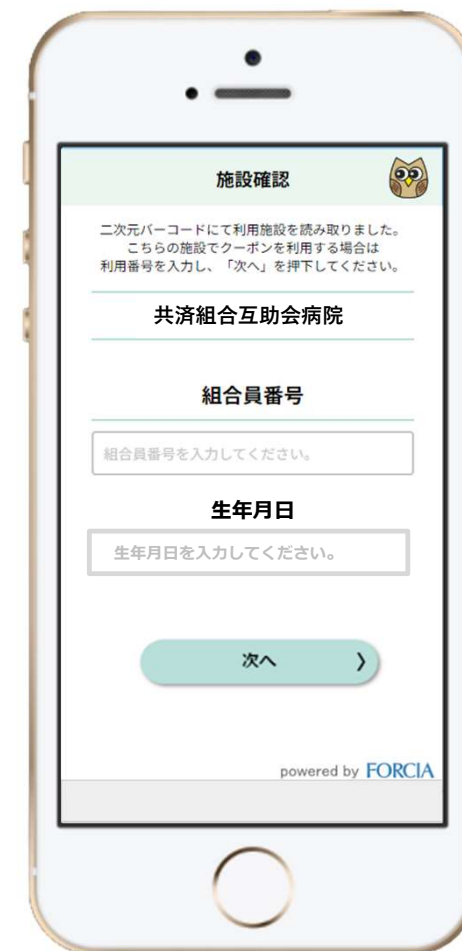 施設確認
二次元バーコードにて利用施設を読み取りました。
こちらの施設でクーポンを利用する場合は
利用番号を入力し、「次へ」を押下してください。
共済組合互助会病院
組合員番号
組合員番号を入力してください。
生年月日
生年月日を入力してください。
次へ 〉
powered by FORCIA